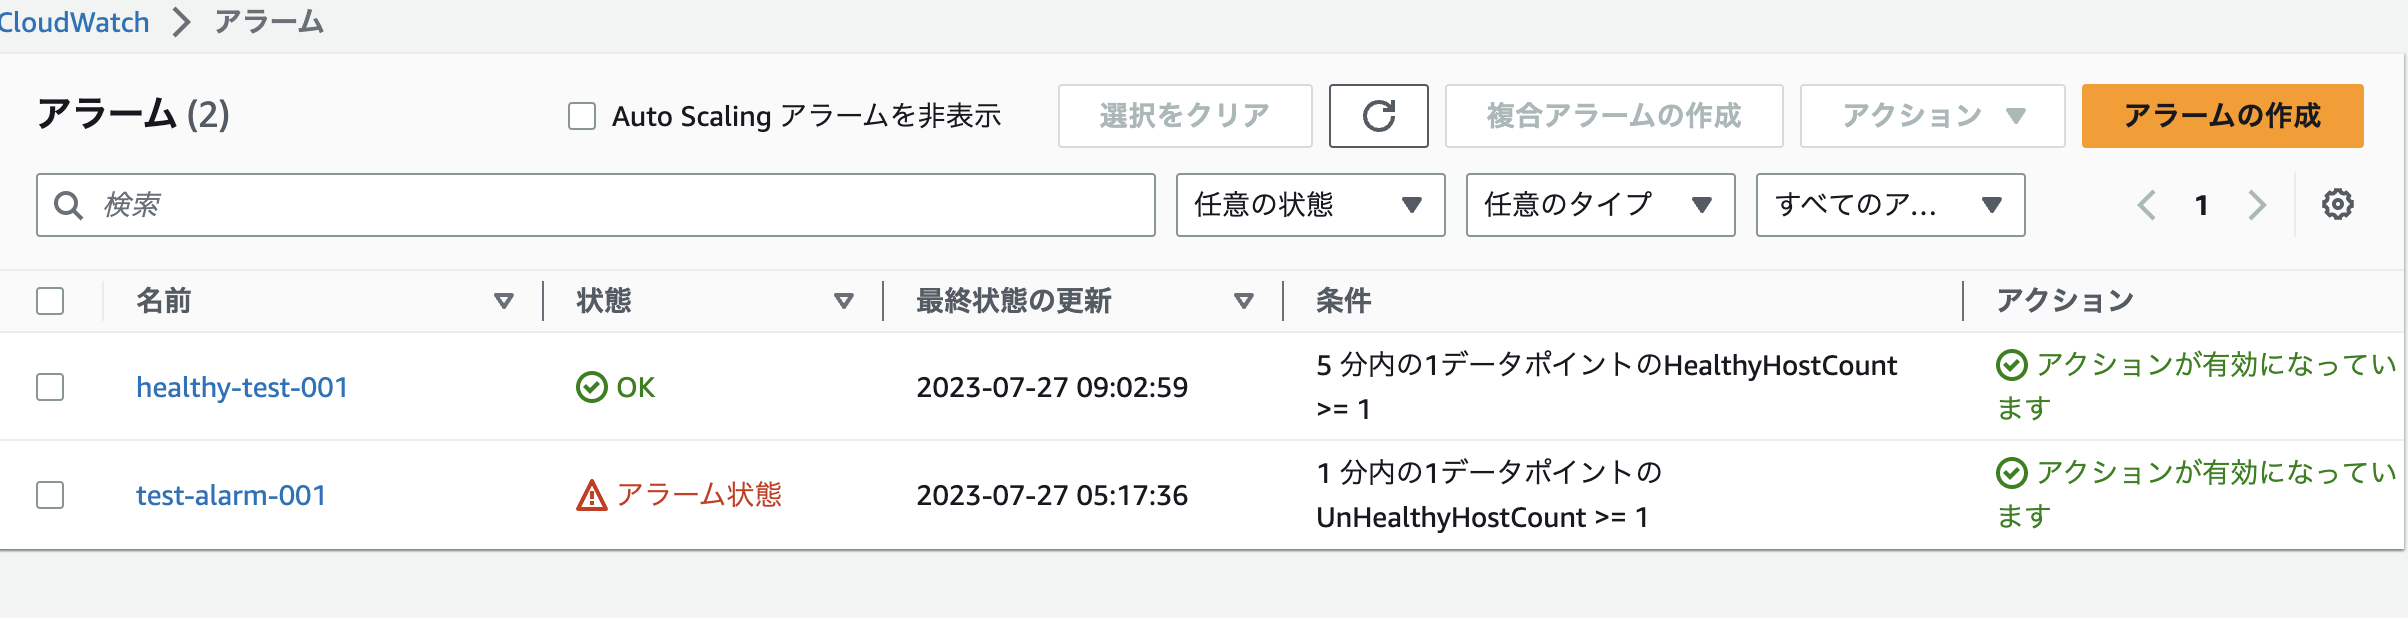 CloudWatch > アラーム
アラーム (2)
Auto Scaling アラームを非表示
選択をクリア
複合アラームの作成
アクション
アラームの作成
検索
任意の状態
任意のタイプ
すべてのア...
1
名前 状態 最終状態の更新 条件 アクション
healthy-test-001 OK 2023-07-27 09:02:59 5 分内の1データポイントのHealthyHostCount アクションが有効になってい
>= 1 ます
test-alarm-001 アラーム状態 2023-07-27 05:17:36 1 分内の1データポイントの アクションが有効になってい
UnHealthyHostCount >= 1 ます